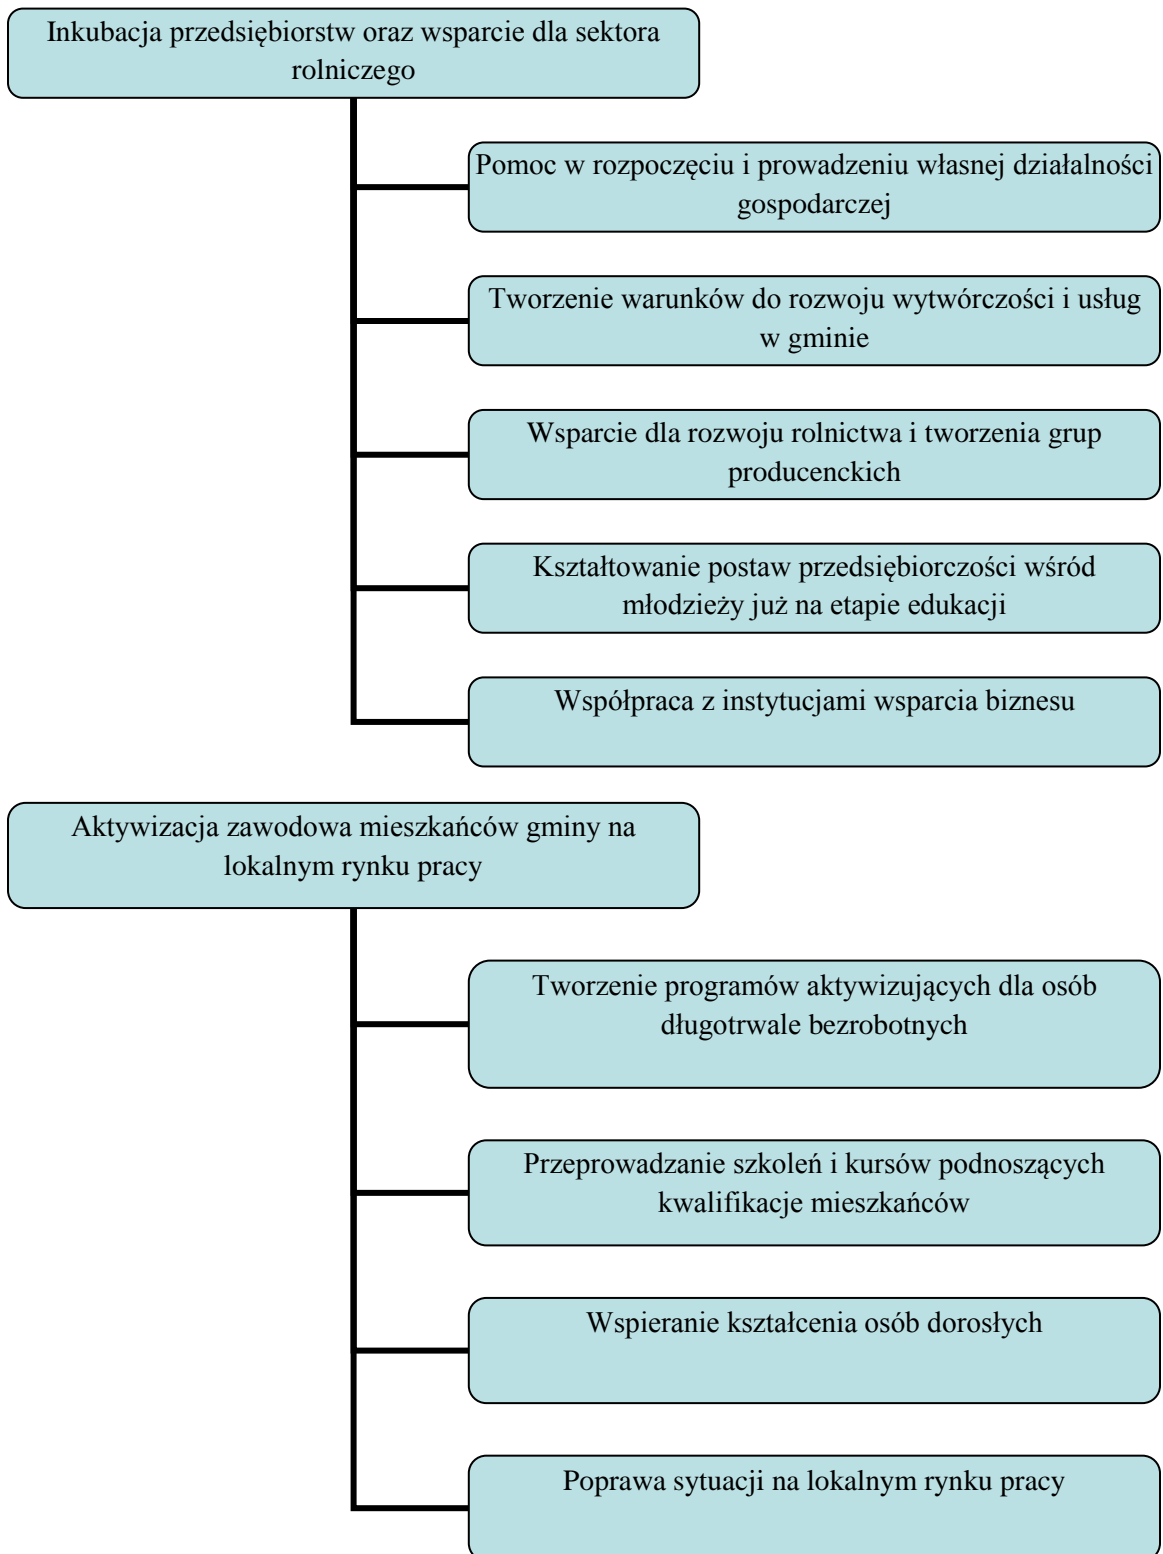 Inkubacja przedsiębiorstw oraz wsparcie dla sektora
rolniczego
Pomoc w rozpoczęciu i prowadzeniu własnej działalności
gospodarczej
Tworzenie warunków do rozwoju wytwórczości i usług
w gminie
Wsparcie dla rozwoju rolnictwa i tworzenia grup
producenckich
Kształtowanie postaw przedsiębiorczości wśród
młodzieży już na etapie edukacji
Współpraca z instytucjami wsparcia biznesu
Aktywizacja zawodowa mieszkańców gminy na
lokalnym rynku pracy
Tworzenie programów aktywizujących dla osób
długotrwale bezrobotnych
Przeprowadzanie szkoleń i kursów podnoszących
kwalifikacje mieszkańców
Wspieranie kształcenia osób dorosłych
Poprawa sytuacji na lokalnym rynku pracy